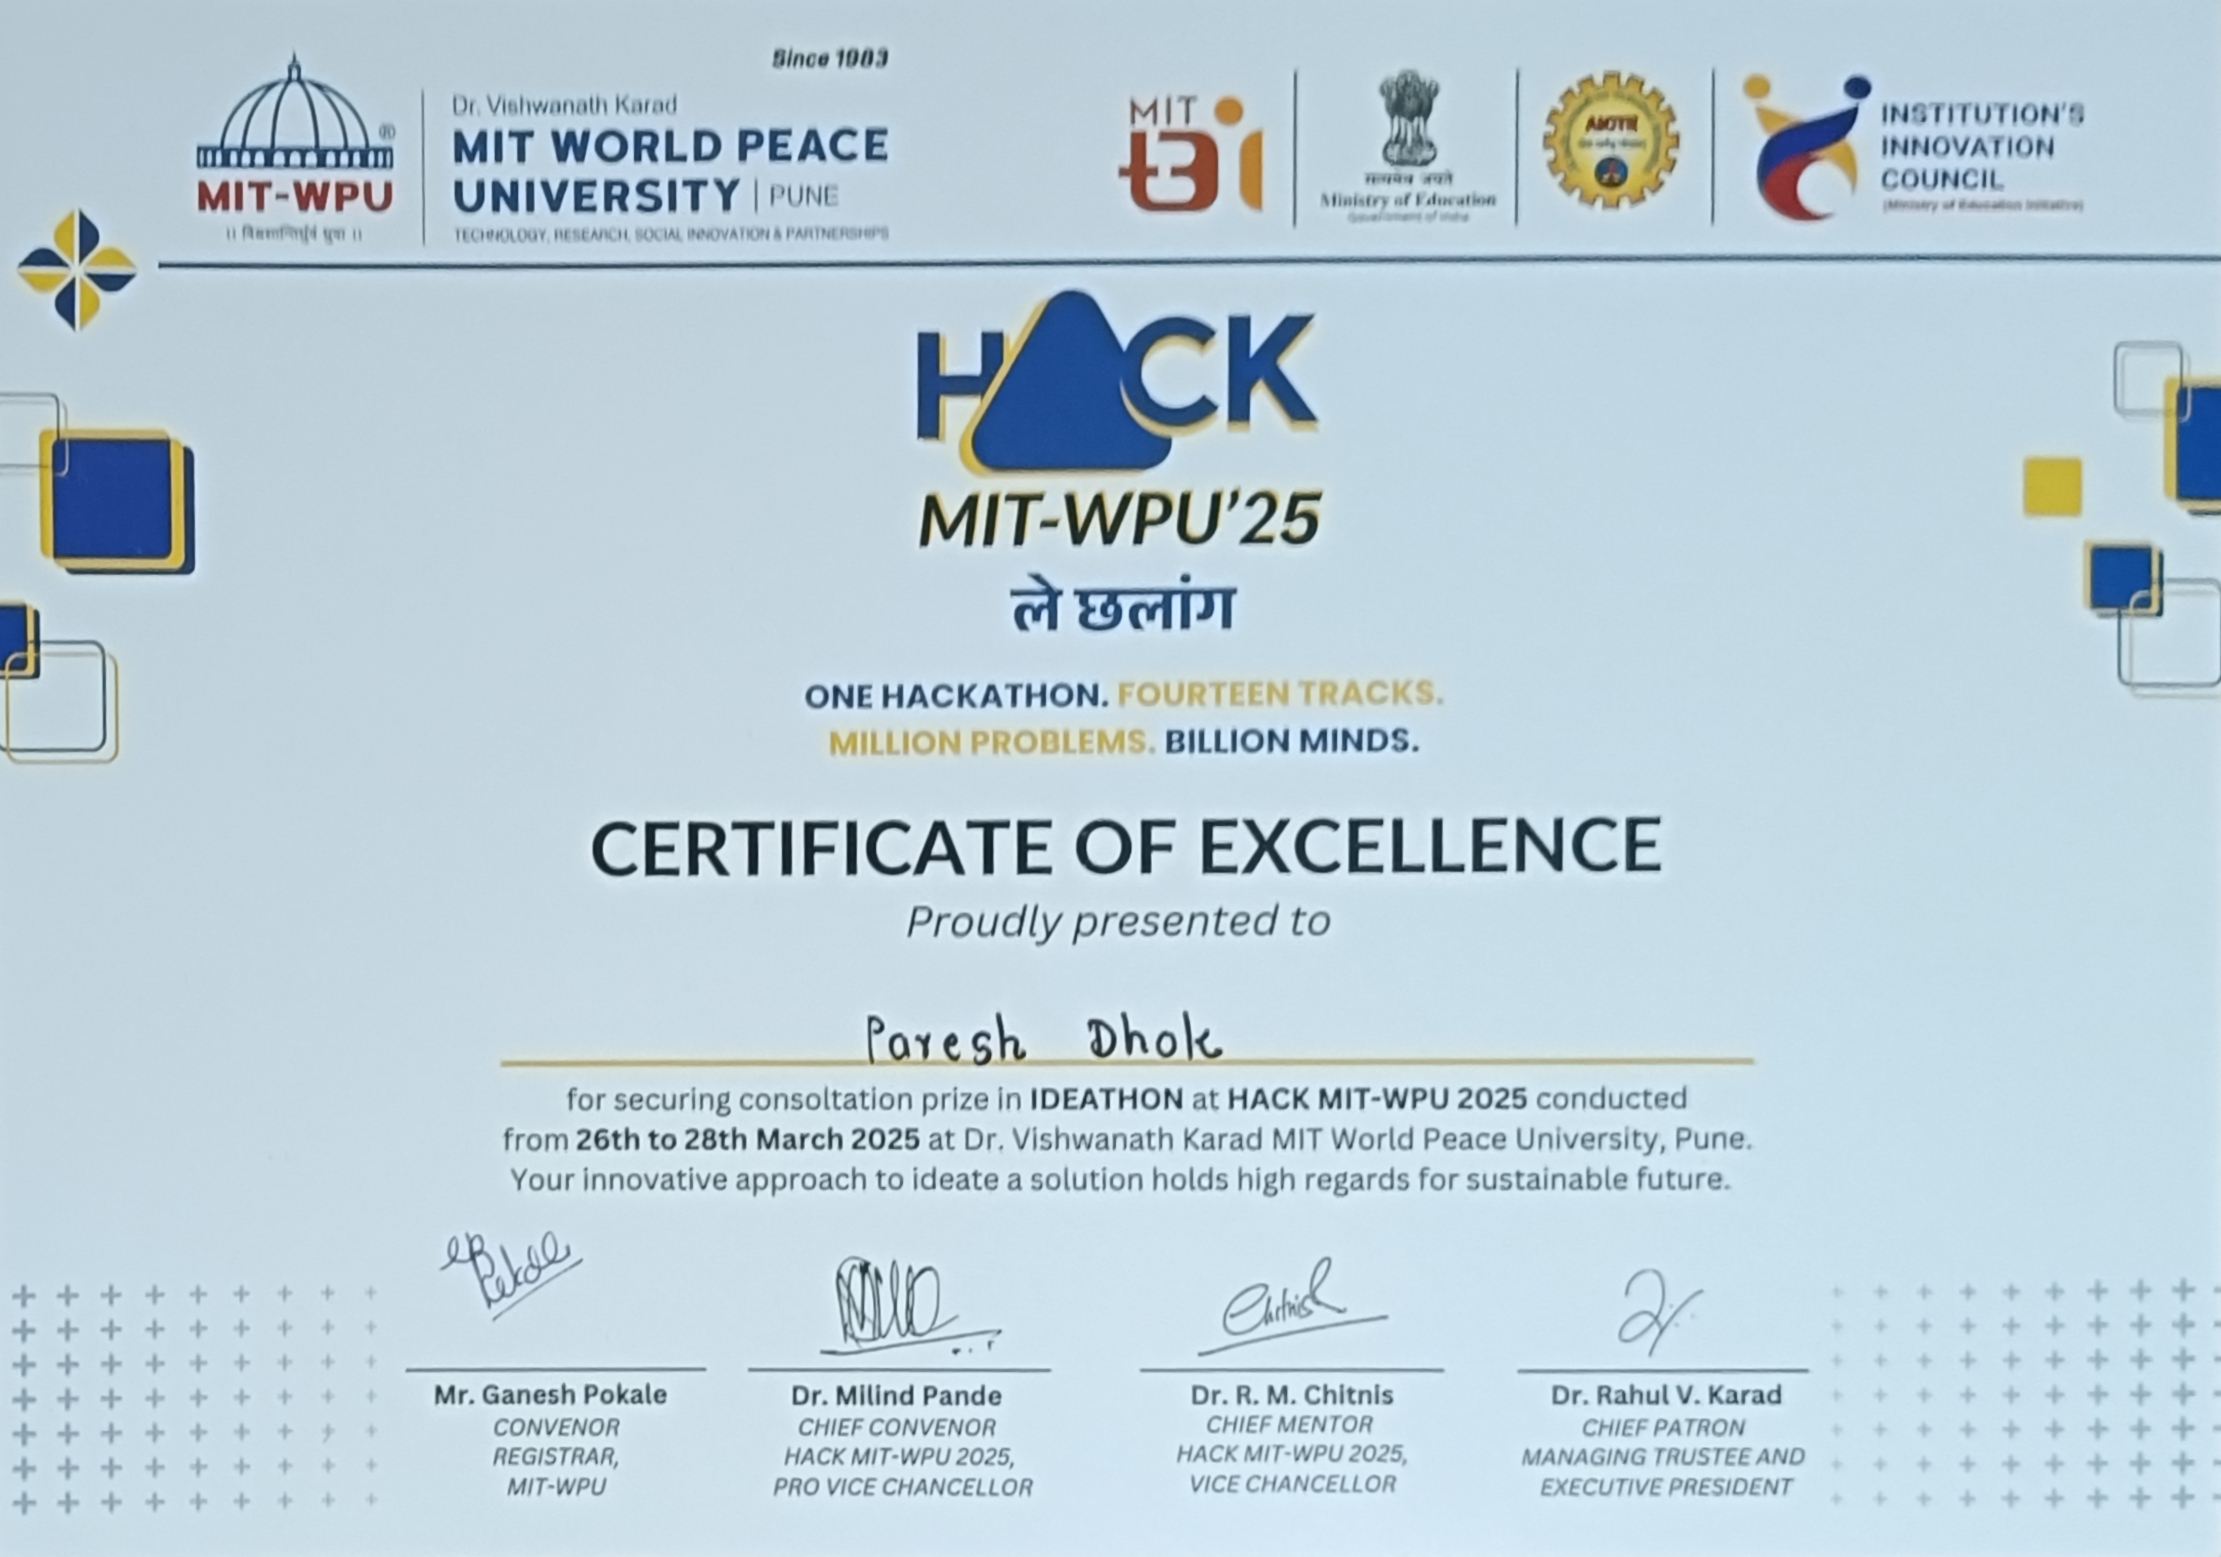 Since 1983
Dr. Vishwanath Karad
MIT WORLD PEACE
UNIVERSITY | PUNE
TECHNOLOGY, RESEARCH, SOCIAL INNOVATION & PARTNERSHIPS
MIT-WPU
MIT
tBi
सत्यमेव जयते
Ministry of Education
Government of India
AICTE
INSTITUTION'S
INNOVATION
COUNCIL
(Ministry of Education Initiative)
HACK
MIT-WPU'25
ले छलांग
ONE HACKATHON. FOURTEEN TRACKS.
MILLION PROBLEMS. BILLION MINDS.
CERTIFICATE OF EXCELLENCE
Proudly presented to
Paresh Dhok
for securing consoltation prize in IDEATHON at HACK MIT-WPU 2025 conducted
from 26th to 28th March 2025 at Dr. Vishwanath Karad MIT World Peace University, Pune.
Your innovative approach to ideate a solution holds high regards for sustainable future.
Mr. Ganesh Pokale
CONVENOR
REGISTRAR,
MIT-WPU
Dr. Milind Pande
CHIEF CONVENOR
HACK MIT-WPU 2025,
PRO VICE CHANCELLOR
Chitnis
Dr. R. M. Chitnis
CHIEF MENTOR
HACK MIT-WPU 2025,
VICE CHANCELLOR
Dr. Rahul V. Karad
CHIEF PATRON
MANAGING TRUSTEE AND
EXECUTIVE PRESIDENT